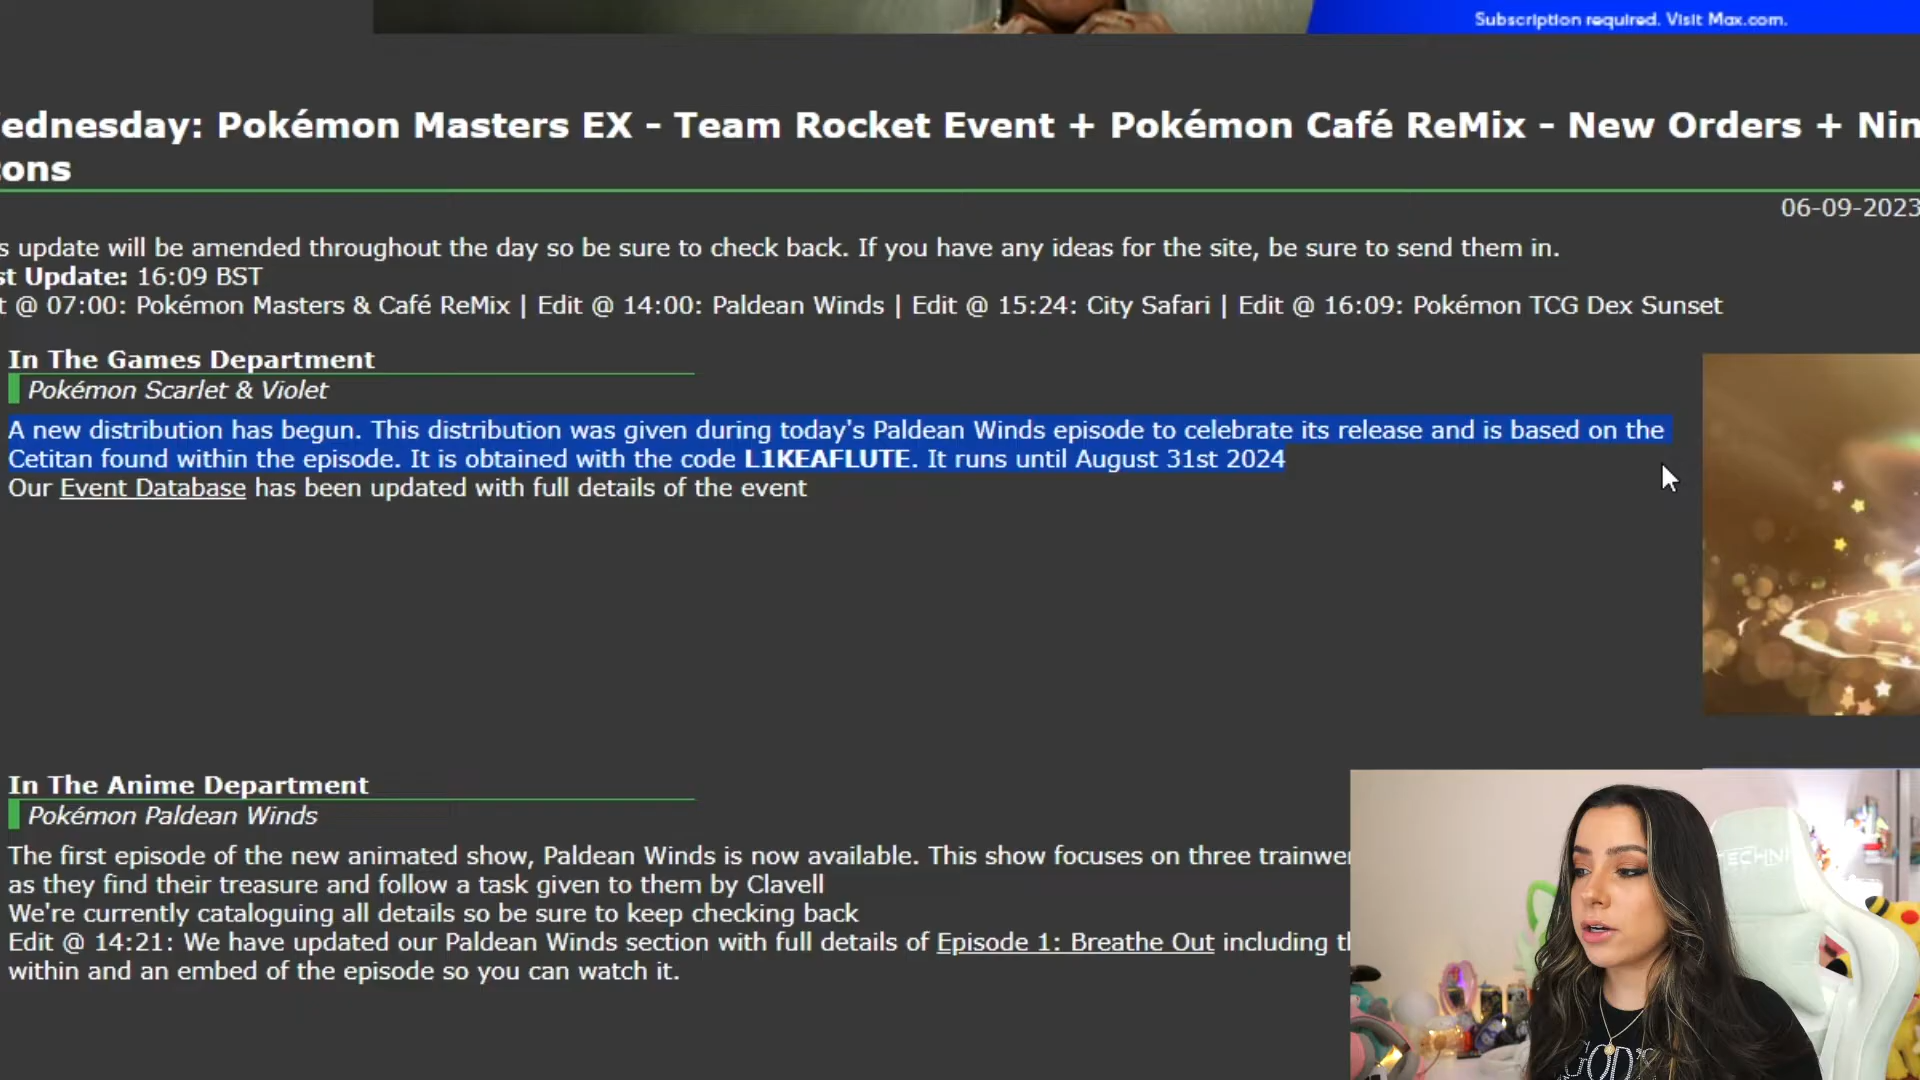 Subscription required. Visit Max.com.
ednesday: Pokémon Masters EX - Team Rocket Event + Pokémon Café ReMix - New Orders + Nin
ons
06-09-2023
s update will be amended throughout the day so be sure to check back. If you have any ideas for the site, be sure to send them in.
st Update: 16:09 BST
t @ 07:00: Pokémon Masters & Café ReMix | Edit @ 14:00: Paldean Winds | Edit @ 15:24: City Safari | Edit @ 16:09: Pokémon TCG Dex Sunset
In The Games Department
Pokémon Scarlet & Violet
A new distribution has begun. This distribution was given during today's Paldean Winds episode to celebrate its release and is based on the
Cetitan found within the episode. It is obtained with the code L1KEAFLUTE. It runs until August 31st 2024
Our Event Database has been updated with full details of the event
In The Anime Department
Pokémon Paldean Winds
The first episode of the new animated show, Paldean Winds is now available. This show focuses on three trainwer
as they find their treasure and follow a task given to them by Clavell
We're currently cataloguing all details so be sure to keep checking back
Edit @ 14:21: We have updated our Paldean Winds section with full details of Episode 1: Breathe Out including th
within and an embed of the episode so you can watch it.
TECHNI